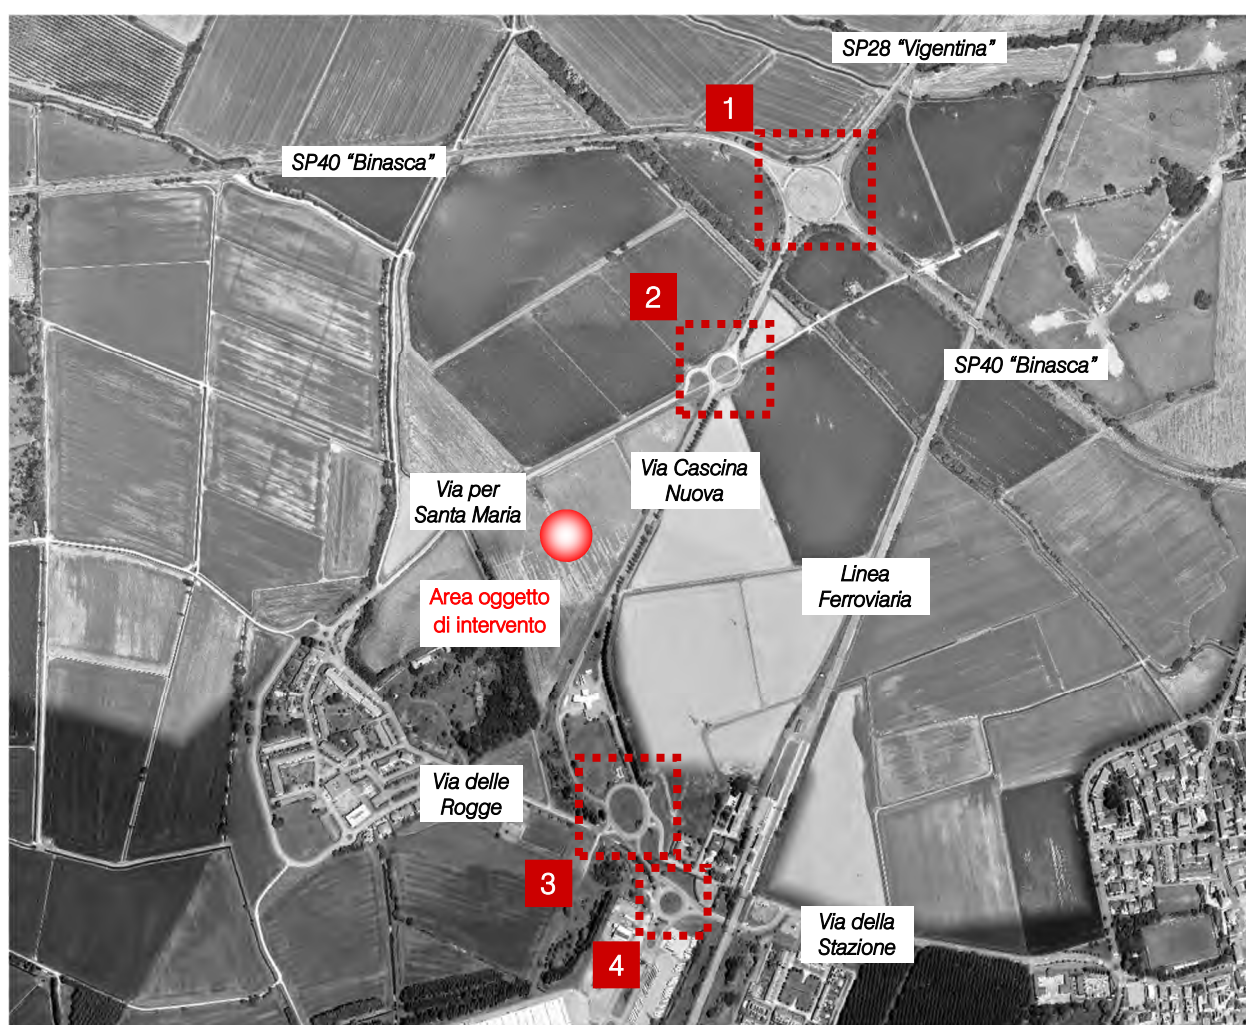 SP28 “Vigentina”
1
SP40 “Binasca”
2
SP40 “Binasca”
Via Cascina
Nuova
Via per
Santa Maria
Linea
Ferroviaria
Area oggetto
di intervento
Via delle
Rogge
3
Via della
Stazione
4